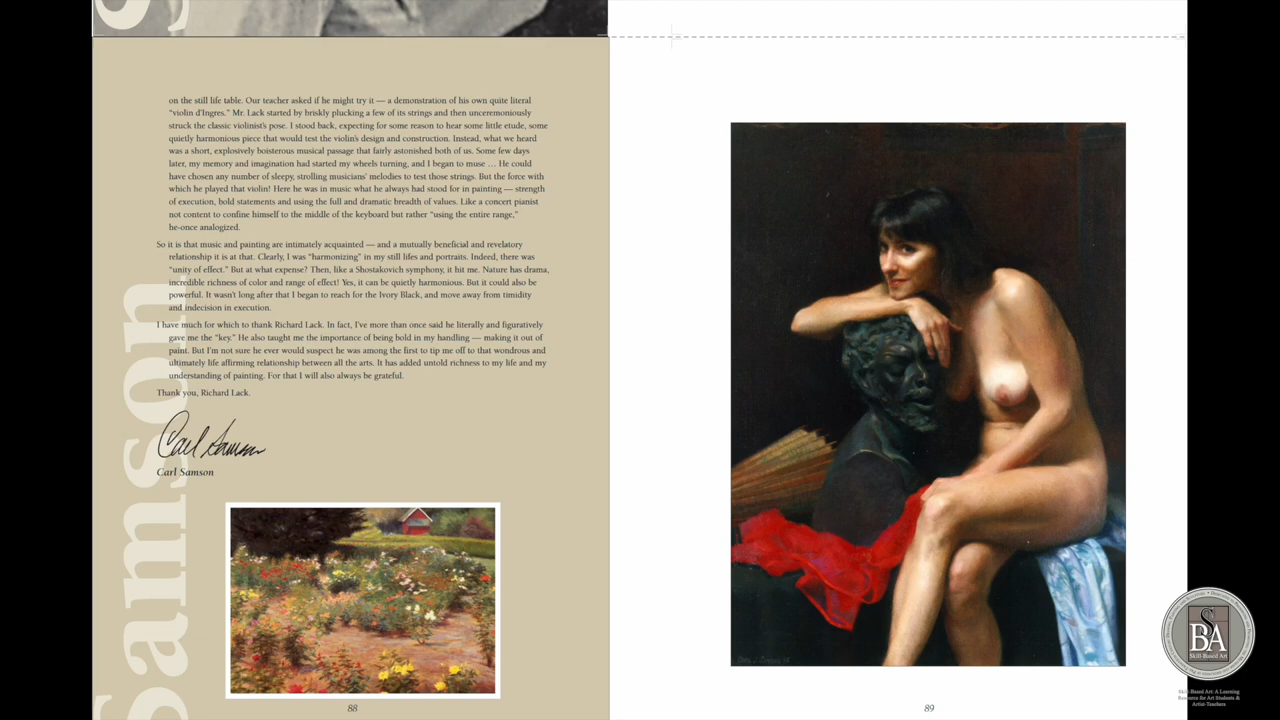 on the still life table. Our teacher asked if he might try it — a demonstration of his own quite literal
“violin d'Ingres.” Mr. Lack started by briskly plucking a few of its strings and then unceremoniously
struck the classic violinist's pose. I stood back, expecting for some reason to hear some little etude, some
quietly harmonious piece that would test the violin's design and construction. Instead, what we heard
was a short, explosively boisterous musical passage that fairly astonished both of us. Some few days
later, my memory and imagination had started my wheels turning, and I began to muse … He could
have chosen any number of sleepy, strolling musicians' melodies to test those strings. But the force with
which he played that violin! Here he was in music what he always had stood for in painting — strength
of execution, bold statements and using the full and dramatic breadth of values. Like a concert pianist
not content to confine himself to the middle of the keyboard but rather “using the entire range,”
he-once analogized.
So it is that music and painting are intimately acquainted — and a mutually beneficial and revelatory
relationship it is at that. Clearly, I was “harmonizing” in my still lifes and portraits. Indeed, there was
“unity of effect.” But at what expense? Then, like a Shostakovich symphony, it hit me. Nature has drama,
incredible richness of color and range of effect! Yes, it can be quietly harmonious. But it could also be
powerful. It wasn't long after that I began to reach for the Ivory Black, and move away from timidity
and indecision in execution.
I have much for which to thank Richard Lack. In fact, I've more than once said he literally and figuratively
gave me the “key.” He also taught me the importance of being bold in my handling — making it out of
paint. But I'm not sure he ever would suspect he was among the first to tip me off to that wondrous and
ultimately life affirming relationship between all the arts. It has added untold richness to my life and my
understanding of painting. For that I will also always be grateful.
Thank you, Richard Lack.
Carl Samson
Carl Samson
Samson
88
89
SBA
Skill-Based Art
Skill-Based Art: A Learning
Resource for Art Students &
Artist-Teachers